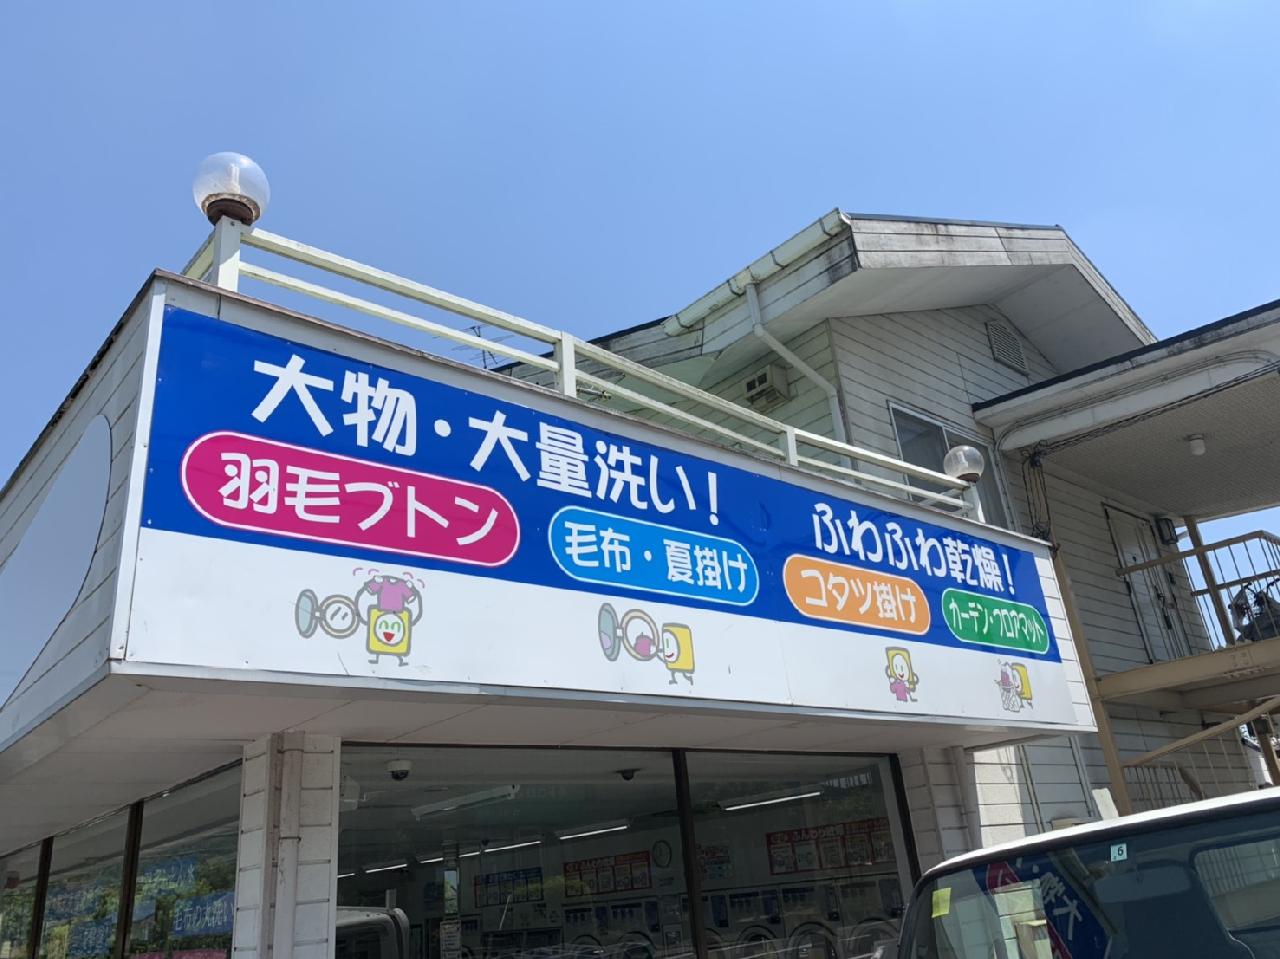 大物・大量洗い！
羽毛ブトン
毛布・夏掛け
ふわふわ乾燥！
コタツ掛け
カーテン・フロアマット
6